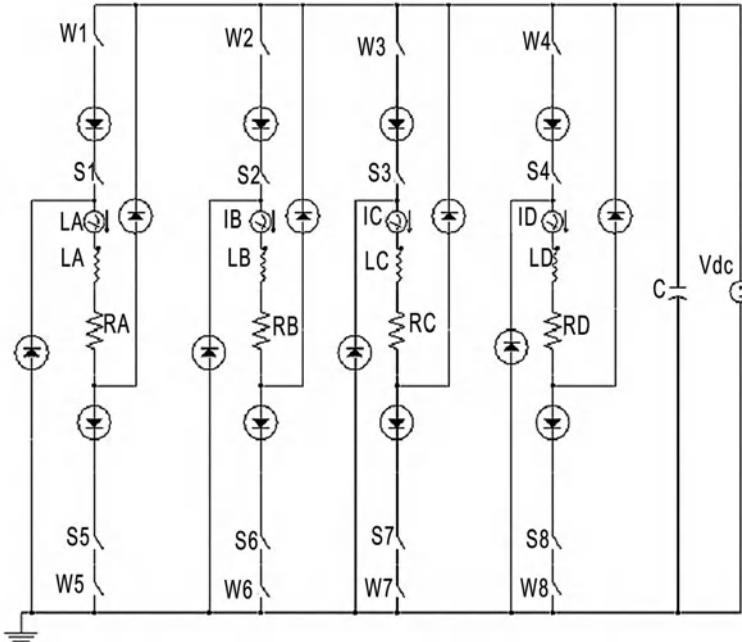 W1 W2 W3 W4
S1 S2 S3 S4
LA IB IC ID
LA LB LC LD
C Vdc
RA RB RC RD
S5 S6 S7 S8
W5 W6 W7 W8